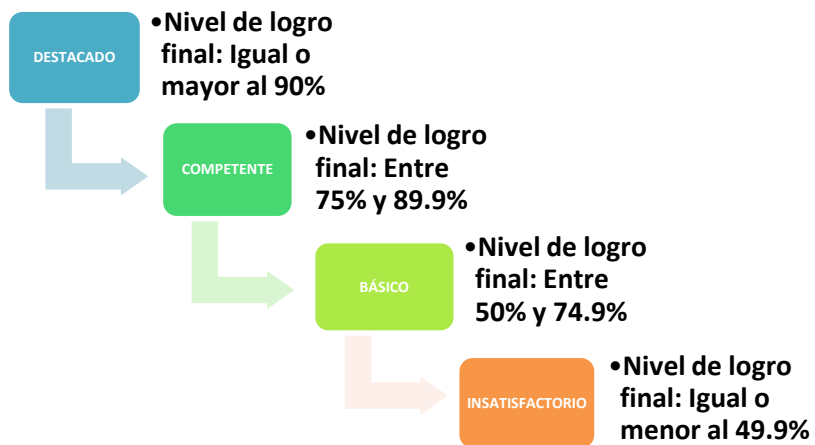 DESTACADO
•Nivel de logro
final: Igual o
mayor al 90%
COMPETENTE
•Nivel de logro
final: Entre
75% y 89.9%
BÁSICO
•Nivel de logro
final: Entre
50% y 74.9%
INSATISFACTORIO
•Nivel de logro
final: Igual o
menor al 49.9%